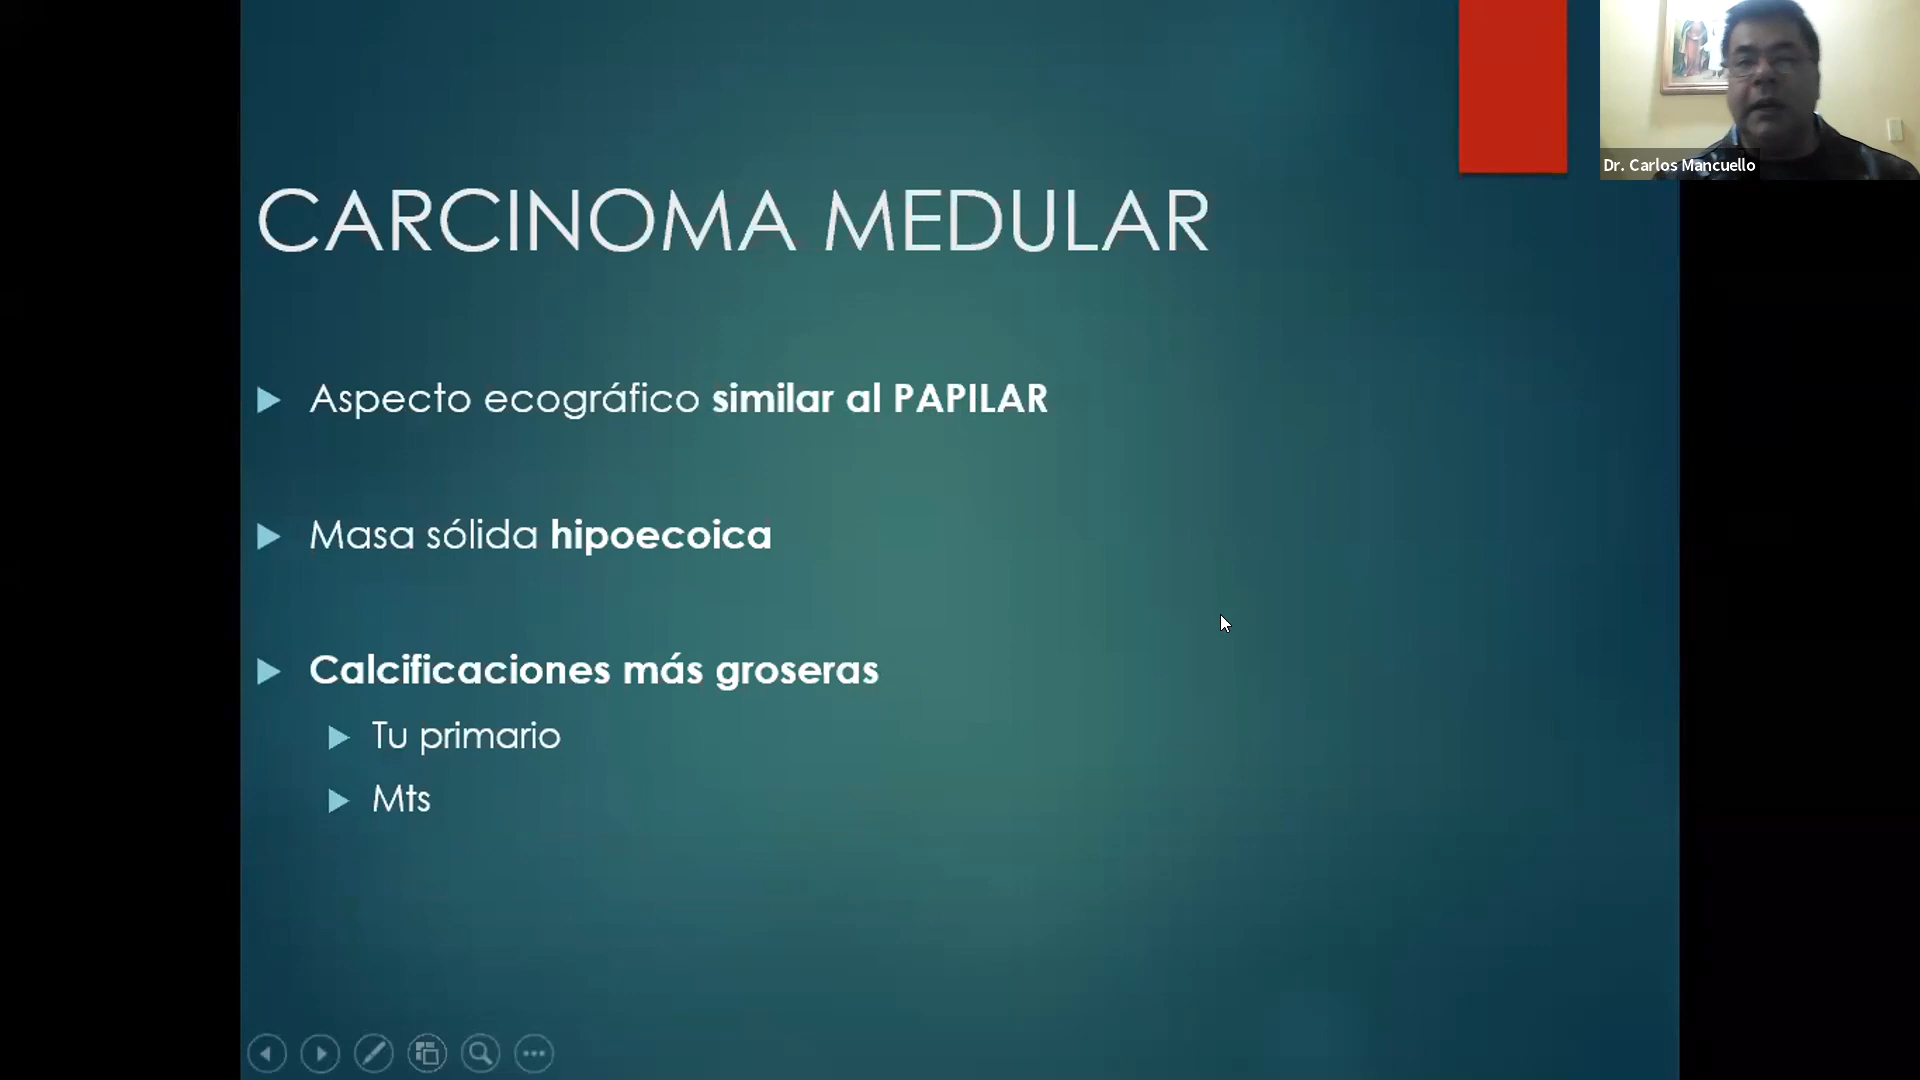 Dr. Carlos Mancuello
CARCINOMA MEDULAR
Aspecto ecográfico similar al PAPILAR
Masa sólida hipoecoica
Calcificaciones más groseras
Tu primario
Mts